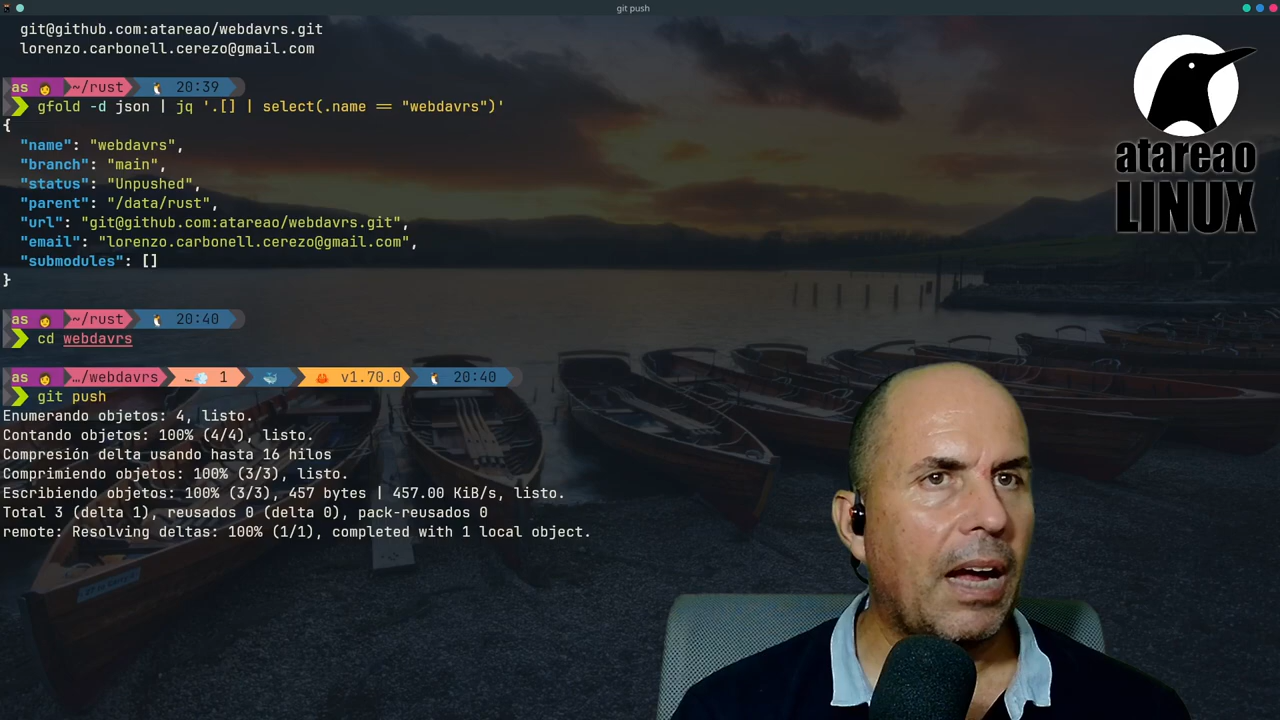 git push
git@github.com:atareao/webdavrs.git
lorenzo.carbonell.cerezo@gmail.com
as ~/rust 20:39
gfold -d json | jq '.[] | select(.name == "webdavrs")'
{
"name": "webdavrs",
"branch": "main",
"status": "Unpushed",
"parent": "/data/rust",
"url": "git@github.com:atareao/webdavrs.git",
"email": "lorenzo.carbonell.cerezo@gmail.com",
"submodules": []
}
as ~/rust 20:40
cd webdavrs
as …/webdavrs 1 v1.70.0 20:40
git push
Enumerando objetos: 4, listo.
Contando objetos: 100% (4/4), listo.
Compresión delta usando hasta 16 hilos
Comprimiendo objetos: 100% (3/3), listo.
Escribiendo objetos: 100% (3/3), 457 bytes | 457.00 KiB/s, listo.
Total 3 (delta 1), reusados 0 (delta 0), pack-reusados 0
remote: Resolving deltas: 100% (1/1), completed with 1 local object.
atareao
LINUX